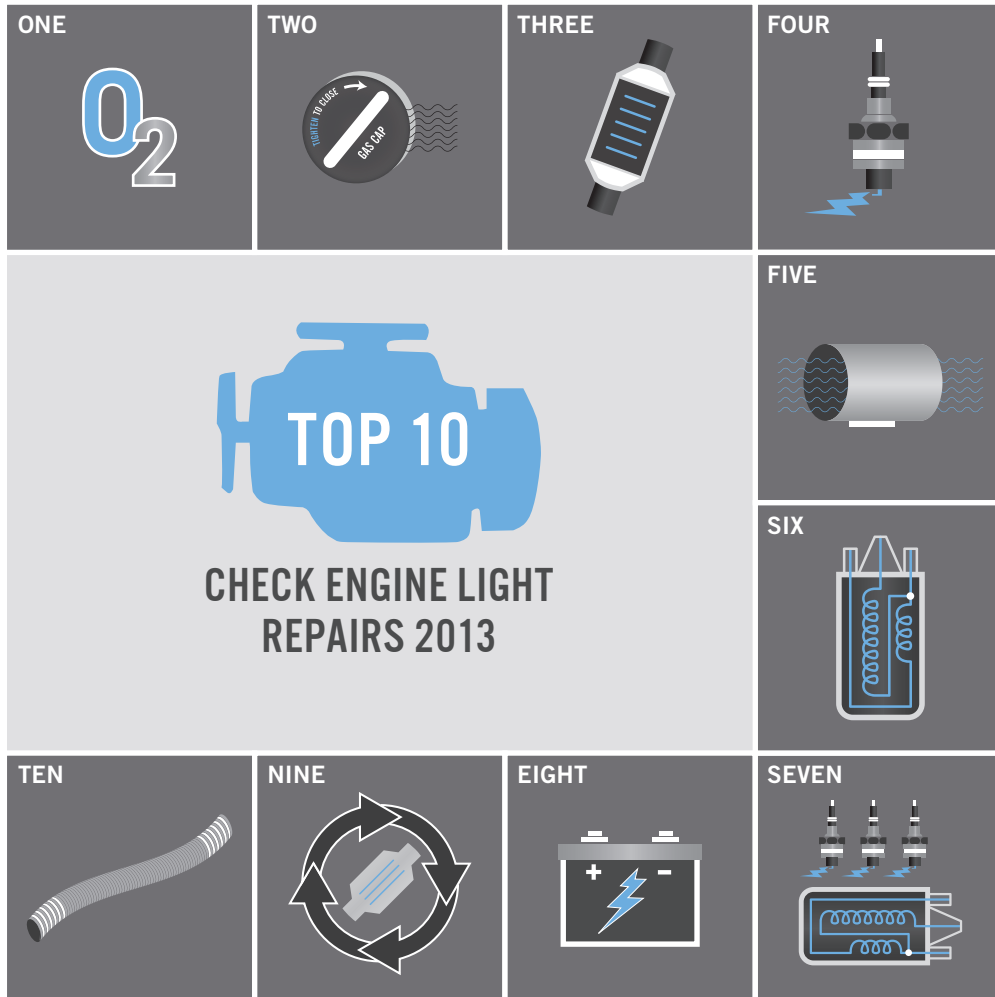 ONE
TWO
THREE
FOUR
O2
TIGHTEN TO CLOSE
GAS CAP
FIVE
TOP 10
CHECK ENGINE LIGHT
REPAIRS 2013
SIX
TEN
NINE
EIGHT
SEVEN
+ −